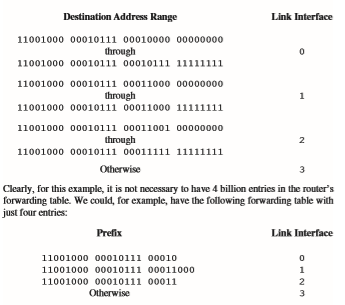 Destination Address Range Link Interface
11001000 00010111 00010000 00000000
through 0
11001000 00010111 00010111 11111111
11001000 00010111 00011000 00000000
through 1
11001000 00010111 00011000 11111111
11001000 00010111 00011001 00000000
through 2
11001000 00010111 00011111 11111111
Otherwise 3
Clearly, for this example, it is not necessary to have 4 billion entries in the router's
forwarding table. We could, for example, have the following forwarding table with
just four entries:
Prefix Link Interface
11001000 00010111 00010 0
11001000 00010111 00011000 1
11001000 00010111 00011 2
Otherwise 3